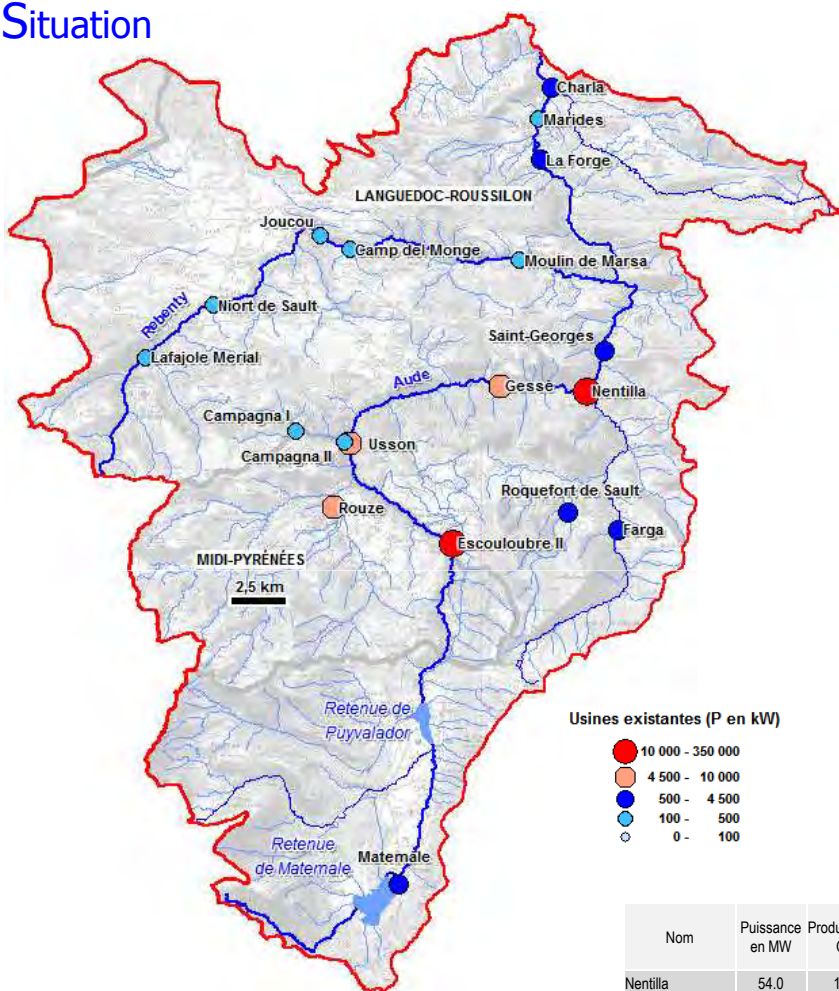 Situation
Charla
Marides
La Forge
LANGUEDOC-ROUSSILON
Joucou
Camp del Monge
Moulin de Marsa
Niort de Sault
Rebenty
Saint-Georges
Lafajole Merial
Aude
Gesse
Nentilla
Campagna I
Campagna II
Usson
Roquefort de Sault
Rouze
Farga
Escouloubre II
MIDI-PYRÉNÉES
2,5 km
Retenue de
Puyvalador
Usines existantes (P en kW)
10 000 - 350 000
4 500 - 10 000
500 - 4 500
100 - 500
0 - 100
Retenue
de Matemale
Matemale
Nom
Puissance
en MW
Nentilla
54.0